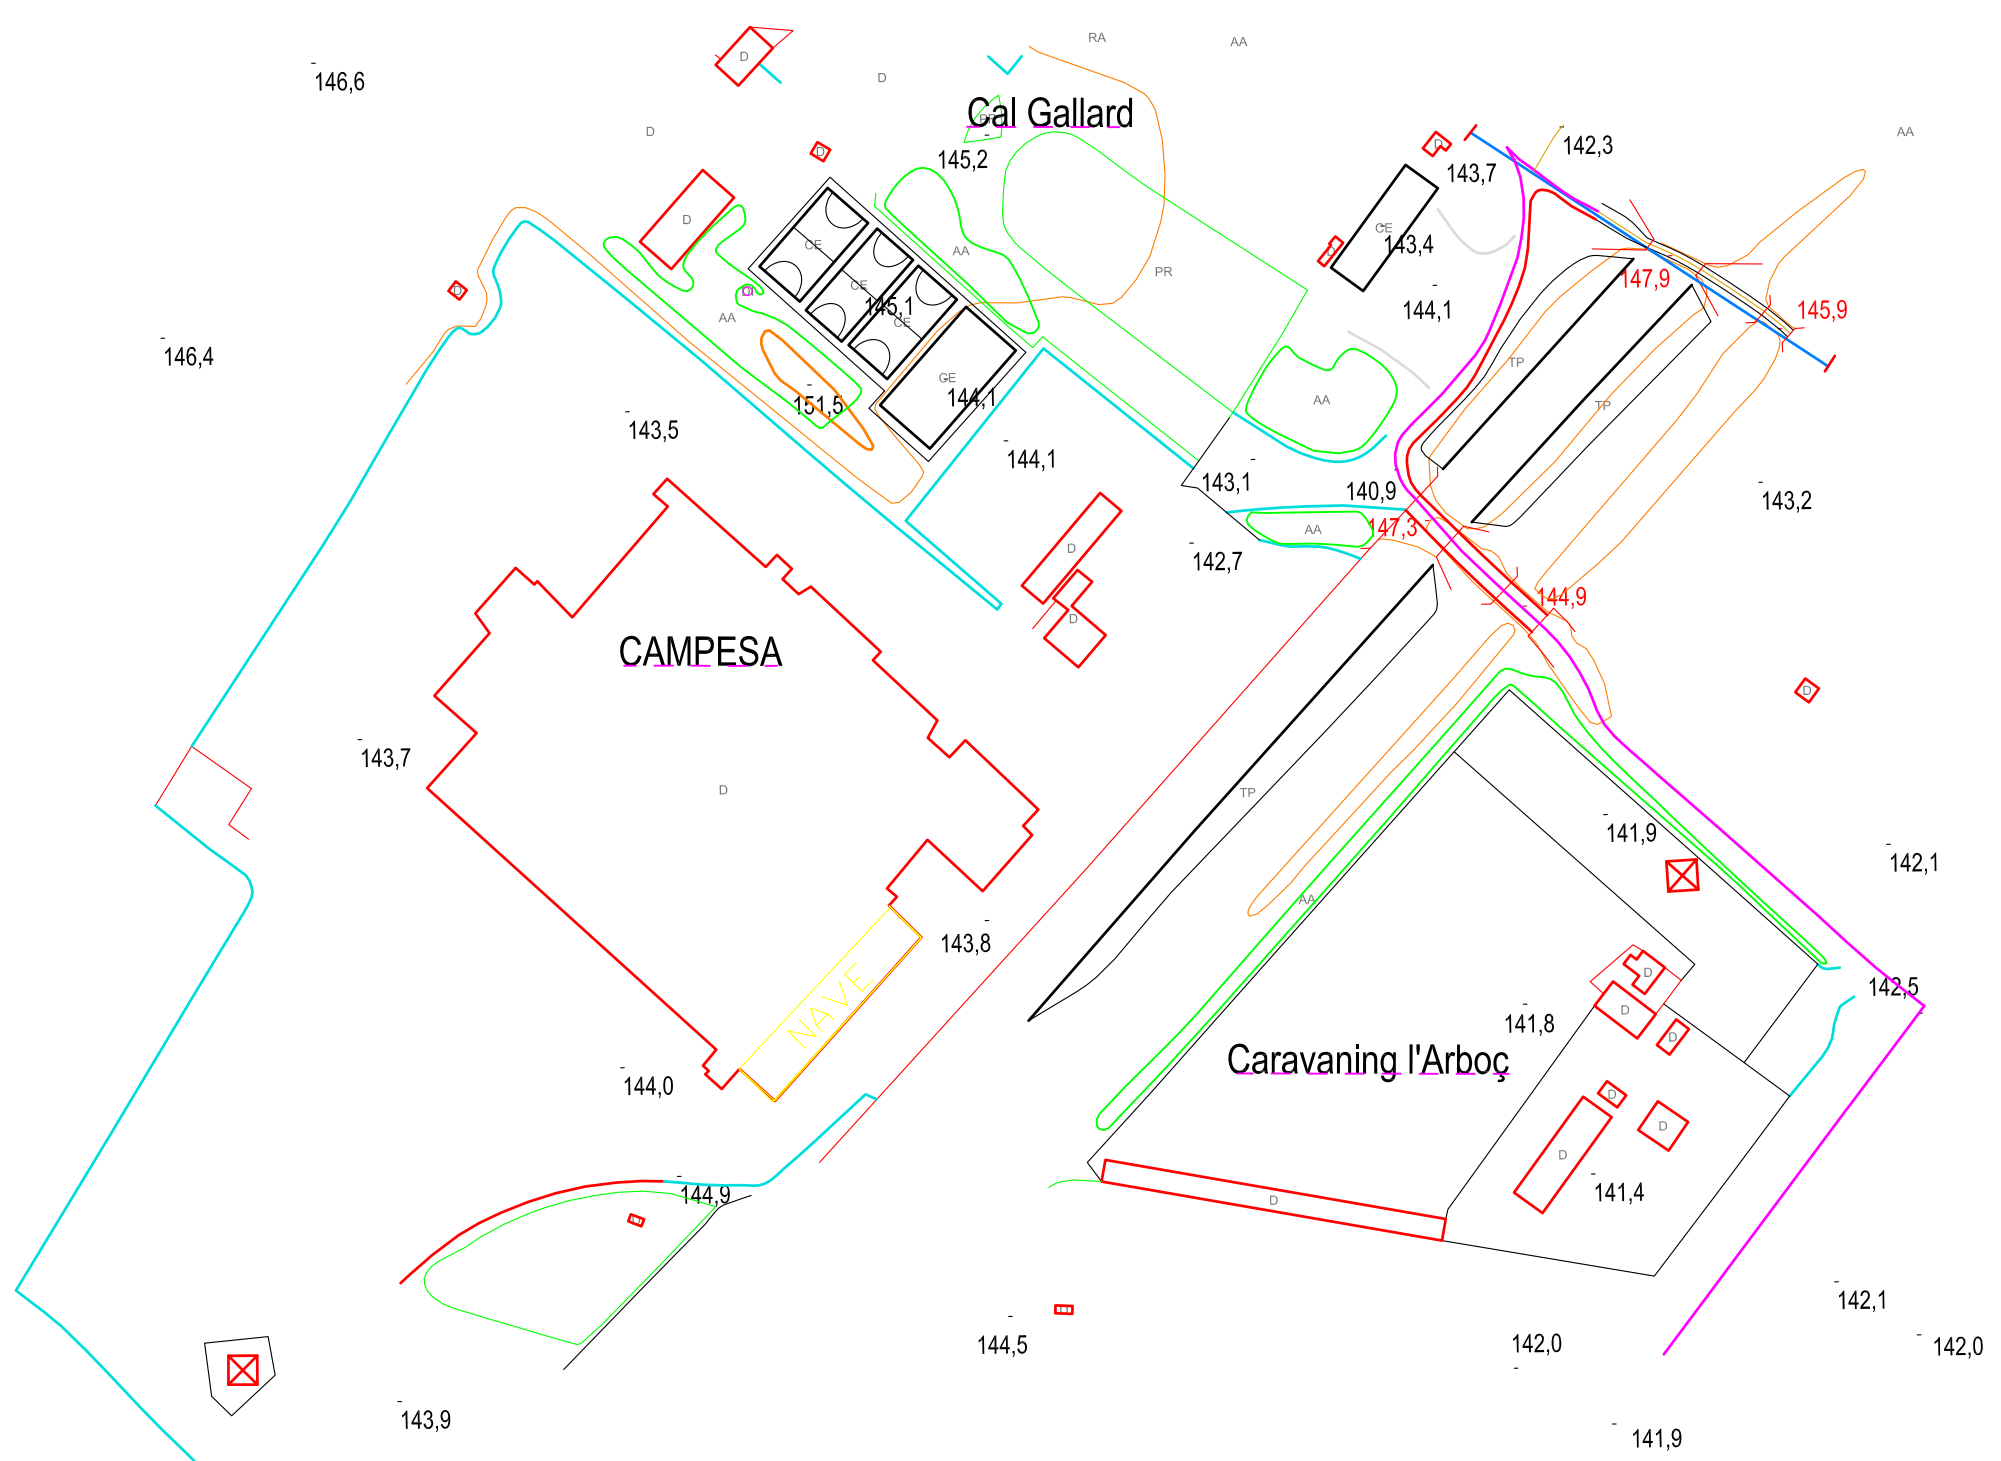 RA
AA
D
D
146,6
Cal Gallard
D
AA
D
142,3
D
145,2
143,7
D
CE
CE
143,4
AA
D
PR
147,9
D
CE
145,1
144,1
145,9
AA
CE
146,4
TP
CE
144,1
151,5
AA
TP
143,5
144,1
143,1
140,9
143,2
AA
147,3
D
142,7
144,9
D
CAMPESA
D
143,7
D
TP
141,9
142,1
AA
143,8
D
142,5
NAVE
D
141,8
D
Caravaning l'Arboç
144,0
D
D
D
144,9
141,4
D
142,1
144,5
142,0
142,0
143,9
141,9